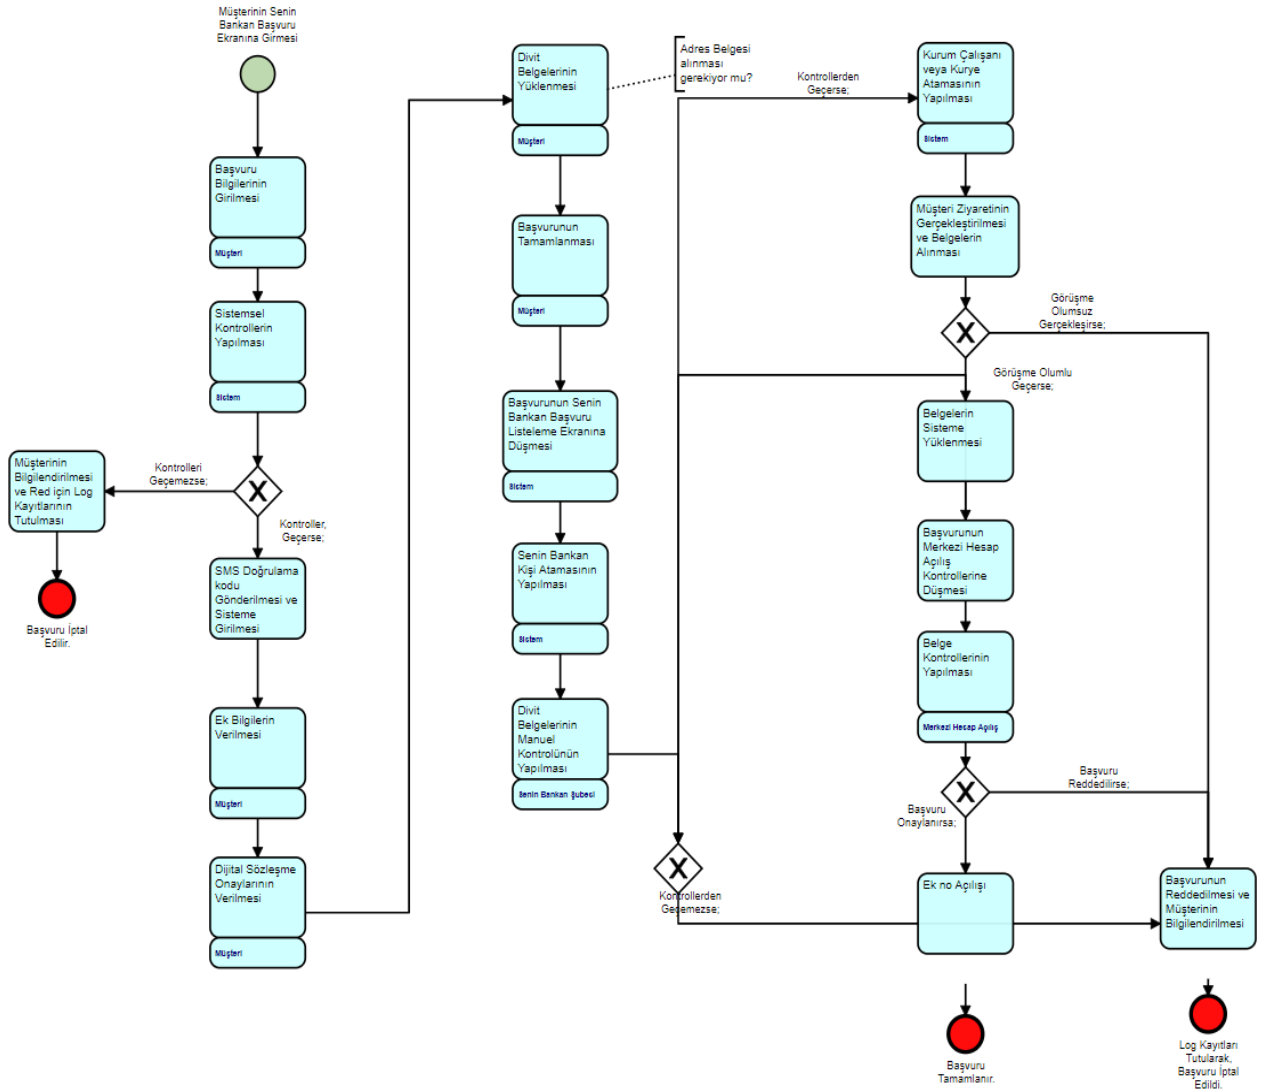 Müşterinin Senin
Bankan Başvuru
Ekranına Girmesi
Başvuru
Bilgilerinin
Girilmesi
Müşteri
Sistemsel
Kontrollerin
Yapılması
Sistem
Kontrolleri
Geçemezse;
Müşterinin
Bilgilendirilmesi
ve Red için Log
Kayıtlarının
Tutulması
Başvuru İptal
Edilir.
X
Kontroller,
Geçerse;
SMS Doğrulama
kodu
Gönderilmesi ve
Sisteme
Girilmesi
Ek Bilgilerin
Verilmesi
Müşteri
Dijital Sözleşme
Onaylarının
Verilmesi
Müşteri
Divit
Belgelerinin
Yüklenmesi
Müşteri
Adres Belgesi
alınması
gerekiyor mu?
Başvurunun
Tamamlanması
Müşteri
Başvurunun Senin
Bankan Başvuru
Listeleme Ekranına
Düşmesi
Sistem
Senin Bankan
Kişi Atamasının
Yapılması
Sistem
Divit
Belgelerinin
Manuel
Kontrolünün
Yapılması
Senin Bankan Şubesi
X
Kontrollerden
Geçemezse;
Kontrollerden
Geçerse;
Kurum Çalışanı
veya Kurye
Atamasının
Yapılması
Sistem
Müşteri Ziyaretinin
Gerçekleştirilmesi
ve Belgelerin
Alınması
X
Görüşme
Olumsuz
Gerçekleşirse;
Görüşme Olumlu
Geçerse;
Belgelerin
Sisteme
Yüklenmesi
Başvurunun
Merkezi Hesap
Açılış
Kontrollerine
Düşmesi
Belge
Kontrollerinin
Yapılması
Merkezi Hesap Açılış
X
Başvuru
Reddedilirse;
Başvuru
Onaylanırsa;
Ek no Açılışı
Başvuru
Tamamlanır.
Başvurunun
Reddedilmesi ve
Müşterinin
Bilgilendirilmesi
Log Kayıtları
Tutularak,
Başvuru İptal
Edildi.